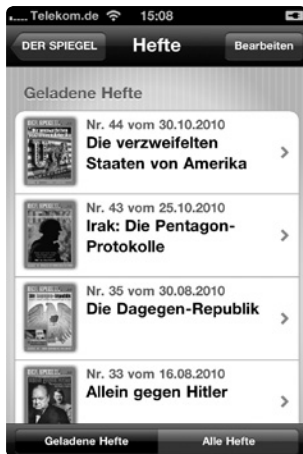 Telekom.de 15:08
DER SPIEGEL Hefte Bearbeiten
Geladene Hefte
Nr. 44 vom 30.10.2010
Die verzweifelten
Staaten von Amerika
Nr. 43 vom 25.10.2010
Irak: Die Pentagon-
Protokolle
Nr. 35 vom 30.08.2010
Die Dagegen-Republik
Nr. 33 vom 16.08.2010
Allein gegen Hitler
Geladene Hefte Alle Hefte